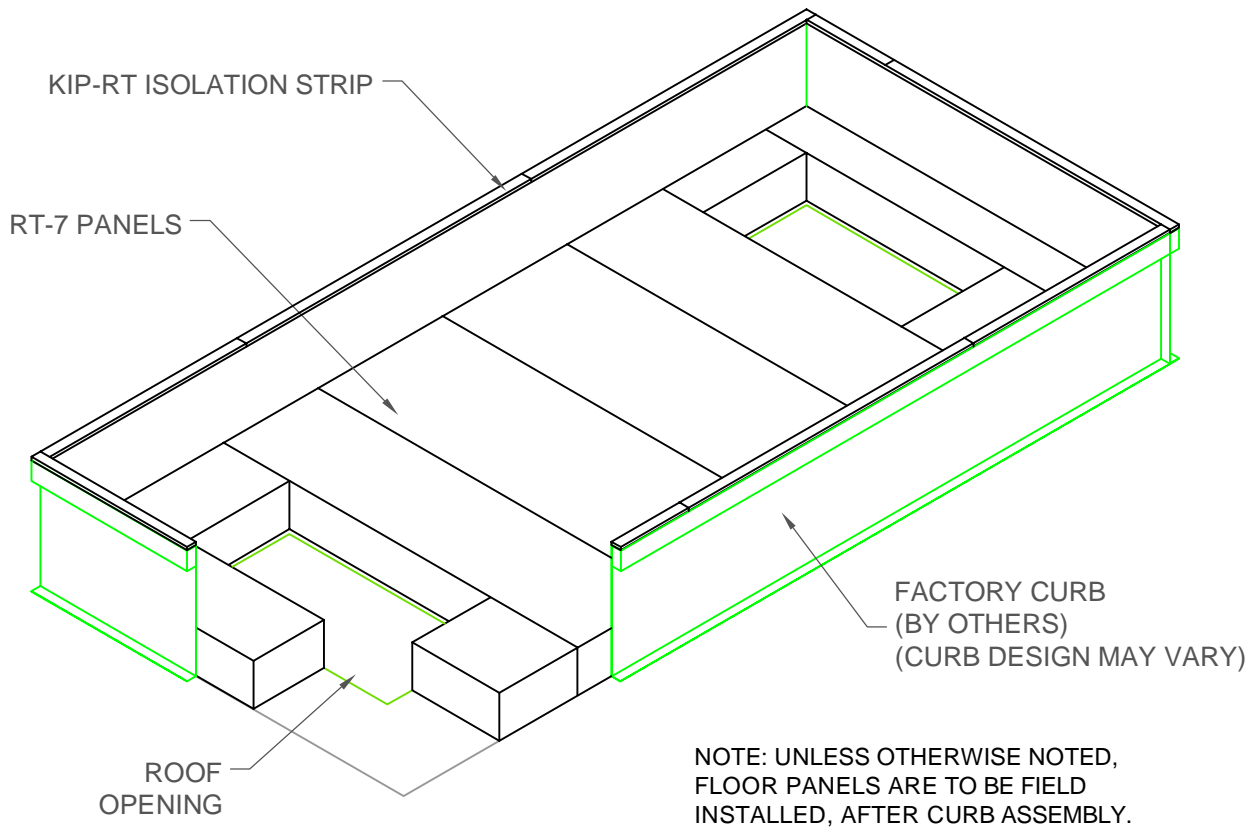 KIP-RT ISOLATION STRIP
RT-7 PANELS
FACTORY CURB
(BY OTHERS)
(CURB DESIGN MAY VARY)
ROOF
OPENING
NOTE: UNLESS OTHERWISE NOTED,
FLOOR PANELS ARE TO BE FIELD
INSTALLED, AFTER CURB ASSEMBLY.